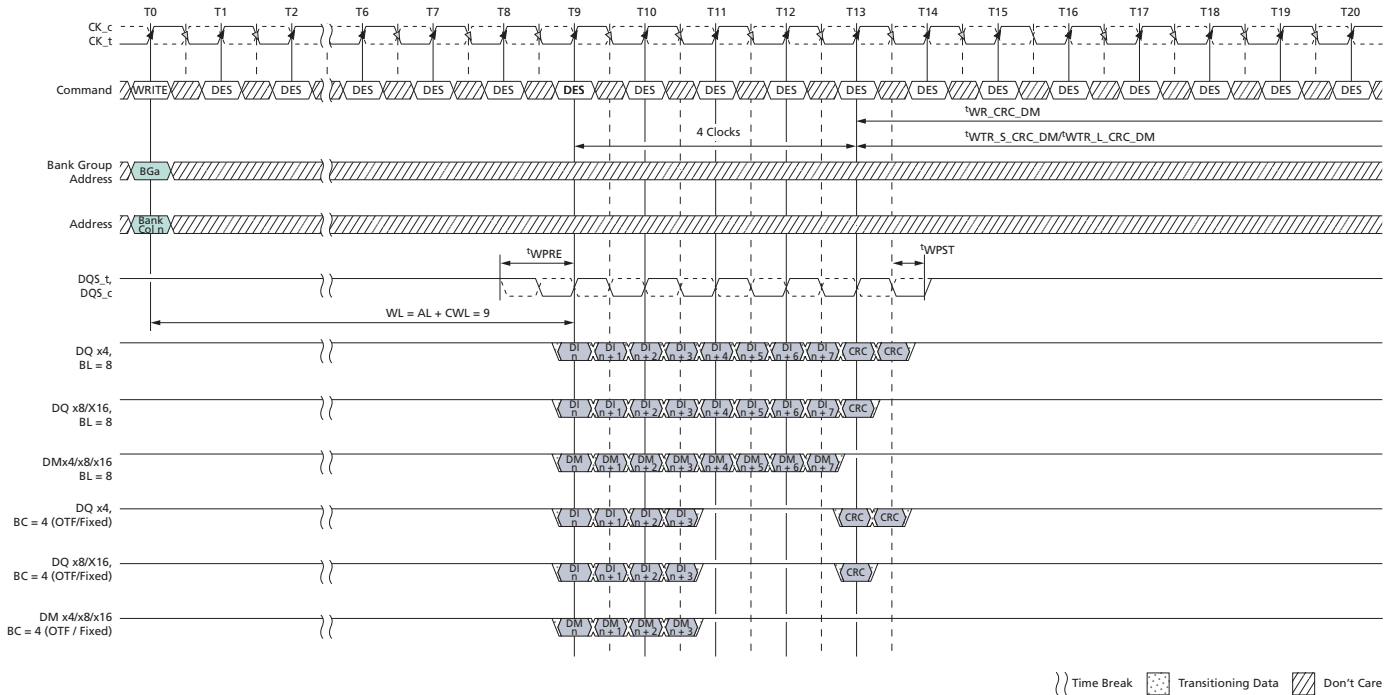 T0 T1 T2 T6 T7 T8 T9 T10 T11 T12 T13 T14 T15 T16 T17 T18 T19 T20
CK_c
CK_t
Command WRITE DES DES DES DES DES DES DES DES DES DES DES DES DES DES DES DES DES
tWR_CRC_DM
4 Clocks tWTR_S_CRC_DM/tWTR_L_CRC_DM
Bank Group
Address
BGa
Address
Bank
Col n
tWPRE tWPST
DQS_t,
DQS_c
WL = AL + CWL = 9
DQ x4,
BL = 8
DI DI DI DI DI DI DI DI CRC CRC
n n + 1 n + 2 n + 3 n + 4 n + 5 n + 6 n + 7
DQ x8/X16,
BL = 8
DI DI DI DI DI DI DI DI CRC
n n + 1 n + 2 n + 3 n + 4 n + 5 n + 6 n + 7
DMx4/x8/x16
BL = 8
DM DM DM DM DM DM DM DM
n n + 1 n + 2 n + 3 n + 4 n + 5 n + 6 n + 7
DQ x4,
BC = 4 (OTF/Fixed)
DI DI DI DI CRC CRC
n n + 1 n + 2 n + 3
DQ x8/X16,
BC = 4 (OTF/Fixed)
DI DI DI DI CRC
n n + 1 n + 2 n + 3
DM x4/x8/x16
BC = 4 (OTF / Fixed)
DM DM DM DM
n n + 1 n + 2 n + 3
Time Break Transitioning Data Don't Care